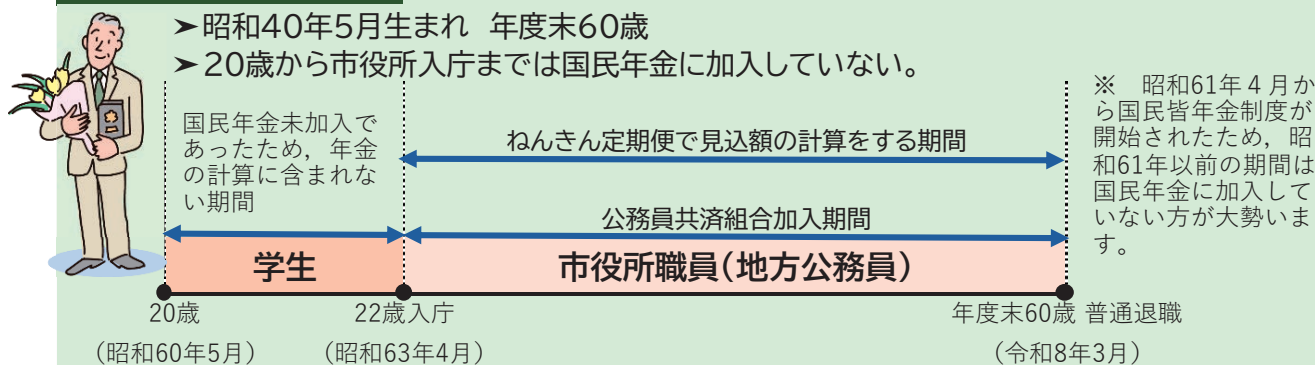 ➤昭和40年5月生まれ 年度末60歳
➤20歳から市役所入庁までは国民年金に加入していない。
国民年金未加入で
あったため，年金
の計算に含まれな
い期間
ねんきん定期便で見込額の計算をする期間
公務員共済組合加入期間
学生
市役所職員（地方公務員）
20歳
（昭和60年5月）
22歳入庁
（昭和63年4月）
年度末60歳 普通退職
（令和8年3月）
※　昭和61年４月か
ら国民皆年金制度が
開始されたため，昭
和61年以前の期間は
国民年金に加入して
いない方が大勢いま
す。